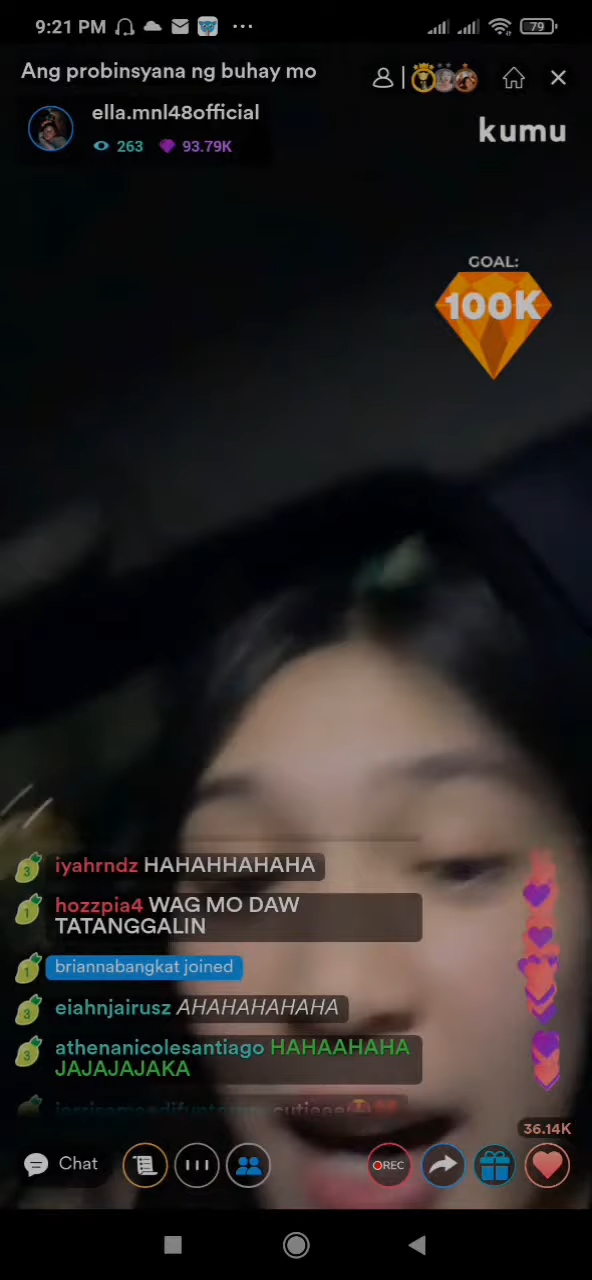 9:21 PM ... 79
Ang probinsyana ng buhay mo
ella.mnl48official
263 93.79K
kumu
GOAL:
100K
3 iyahrndz HAHAHHAHAHA
1 hozzpia4 WAG MO DAW
TATANGGALIN
1 briannabangkat joined
3 eiahnjairusz AHAHAHAHAHA
3 athenanicolesantiago HAHAAHAHA
JAJAJAJAKA
cutieee
36.14K
Chat REC